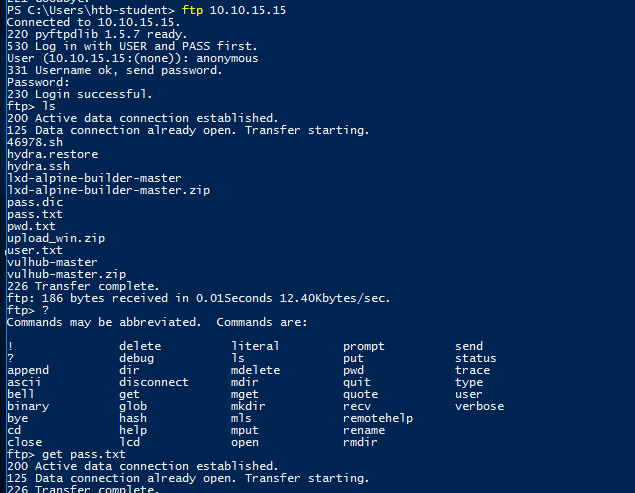 221 Goodbye.
PS C:\Users\htb-student> ftp 10.10.15.15
Connected to 10.10.15.15.
220 pyftpdlib 1.5.7 ready.
530 Log in with USER and PASS first.
User (10.10.15.15:(none)): anonymous
331 Username ok, send password.
Password:
230 Login successful.
ftp> ls
200 Active data connection established.
125 Data connection already open. Transfer starting.
46978.sh
hydra.restore
hydra.ssh
lxd-alpine-builder-master
lxd-alpine-builder-master.zip
pass.dic
pass.txt
pwd.txt
upload_win.zip
user.txt
vulhub-master
vulhub-master.zip
226 Transfer complete.
ftp: 186 bytes received in 0.01Seconds 12.40Kbytes/sec.
ftp> ?
Commands may be abbreviated.  Commands are:
! delete literal prompt send
? debug ls put status
append dir mdelete pwd trace
ascii disconnect mdir quit type
bell get mget quote user
binary glob mkdir recv verbose
bye hash mls remotehelp
cd help mput rename
close lcd open rmdir
ftp> get pass.txt
200 Active data connection established.
125 Data connection already open. Transfer starting.
226 Transfer complete.